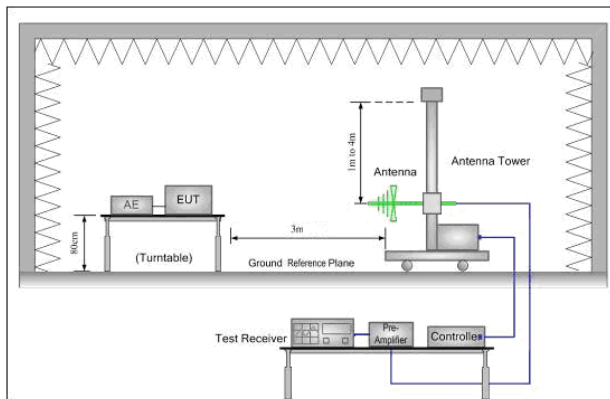 1m to 4m
Antenna
Antenna Tower
AE
EUT
80cm
(Turntable)
3m
Ground Reference Plane
Test Receiver
Pre-
Amplifier
Controller